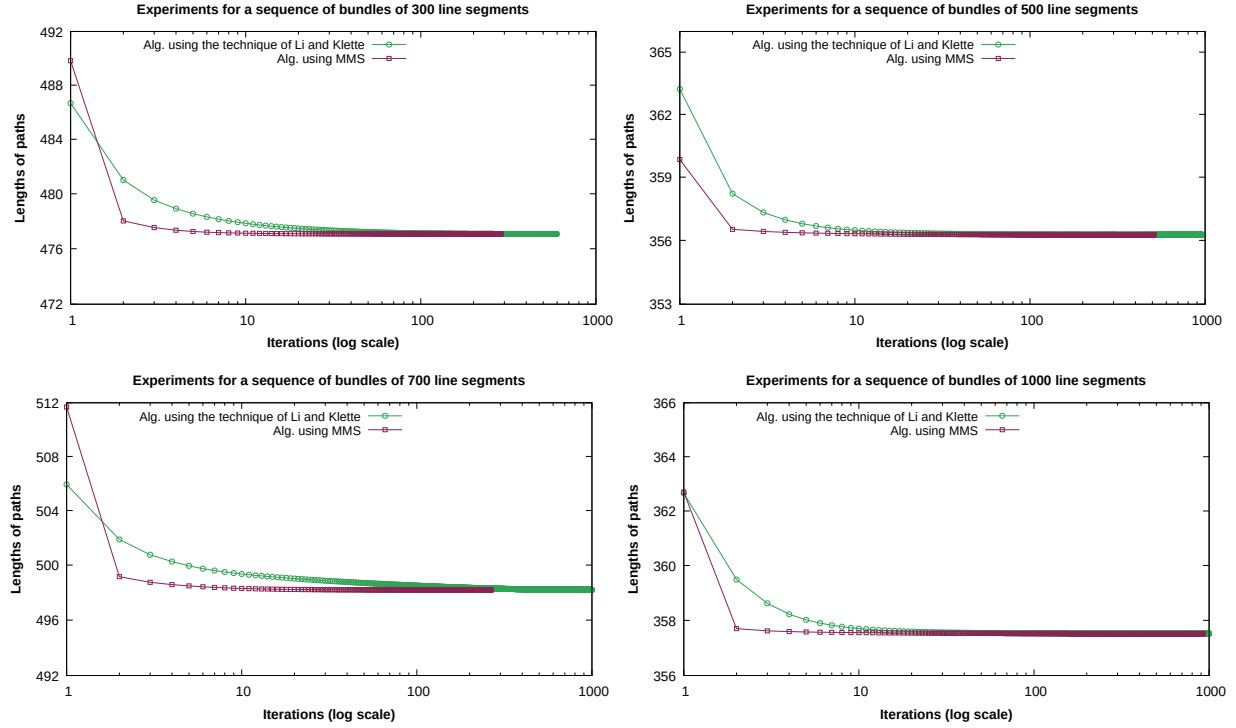 Experiments for a sequence of bundles of 300 line segments
Alg. using the technique of Li and Klette
Alg. using MMS
Lengths of paths
492
488
484
480
476
472
1
10
100
1000
Iterations (log scale)
Experiments for a sequence of bundles of 500 line segments
Alg. using the technique of Li and Klette
Alg. using MMS
Lengths of paths
365
362
359
356
353
1
10
100
1000
Iterations (log scale)
Experiments for a sequence of bundles of 700 line segments
Alg. using the technique of Li and Klette
Alg. using MMS
Lengths of paths
512
508
504
500
496
492
1
10
100
1000
Iterations (log scale)
Experiments for a sequence of bundles of 1000 line segments
Alg. using the technique of Li and Klette
Alg. using MMS
Lengths of paths
366
364
362
360
358
356
1
10
100
1000
Iterations (log scale)